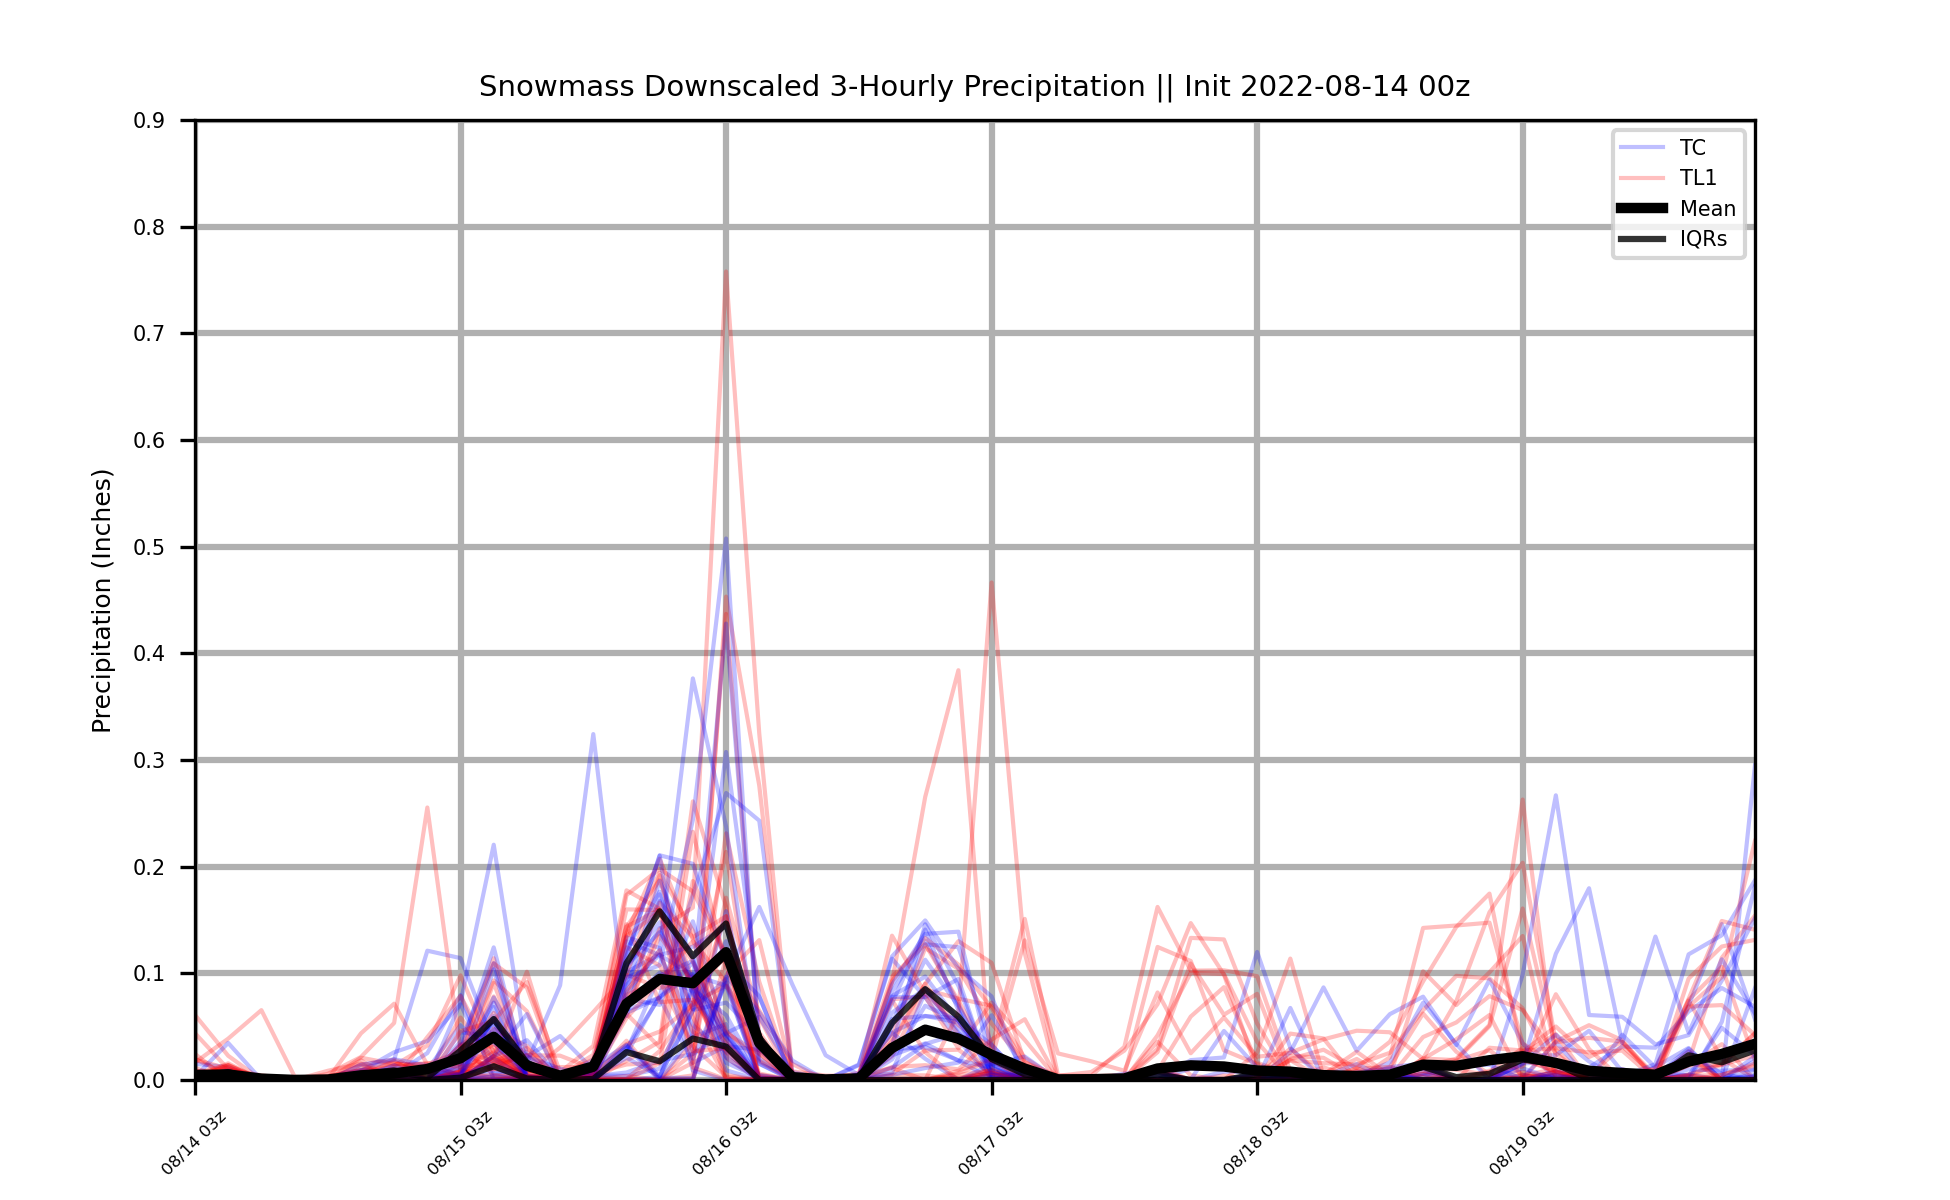 Snowmass Downscaled 3-Hourly Precipitation || Init 2022-08-14 00z
Precipitation (Inches)
0.9
0.8
0.7
0.6
0.5
0.4
0.3
0.2
0.1
0.0
TC
TL1
Mean
IQRs
08/14 03z
08/15 03z
08/16 03z
08/17 03z
08/18 03z
08/19 03z